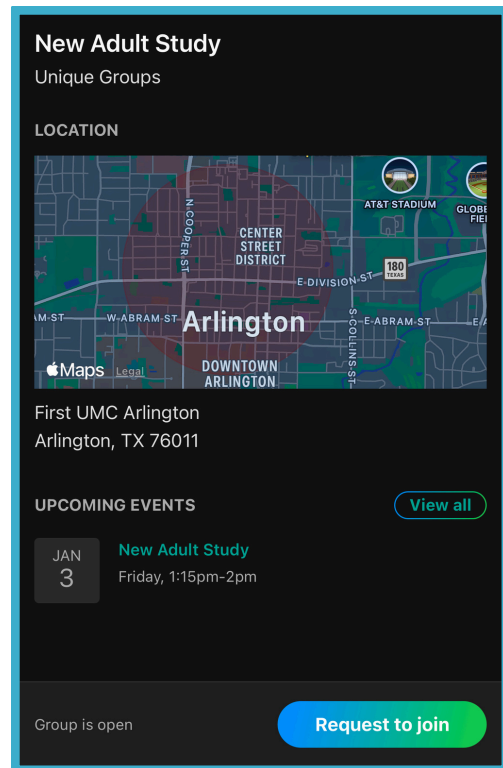 New Adult Study
Unique Groups
LOCATION
AT&T STADIUM
GLOBE
FIE
N COOPER ST
CENTER
STREET
DISTRICT
180
TEXAS
E DIVISION ST
M ST
W ABRAM ST
Arlington
S COLLINS ST
E ABRAM ST
E A
Maps
Legal
DOWNTOWN
ARLINGTON
First UMC Arlington
Arlington, TX 76011
UPCOMING EVENTS
View all
JAN
3
New Adult Study
Friday, 1:15pm-2pm
Group is open
Request to join